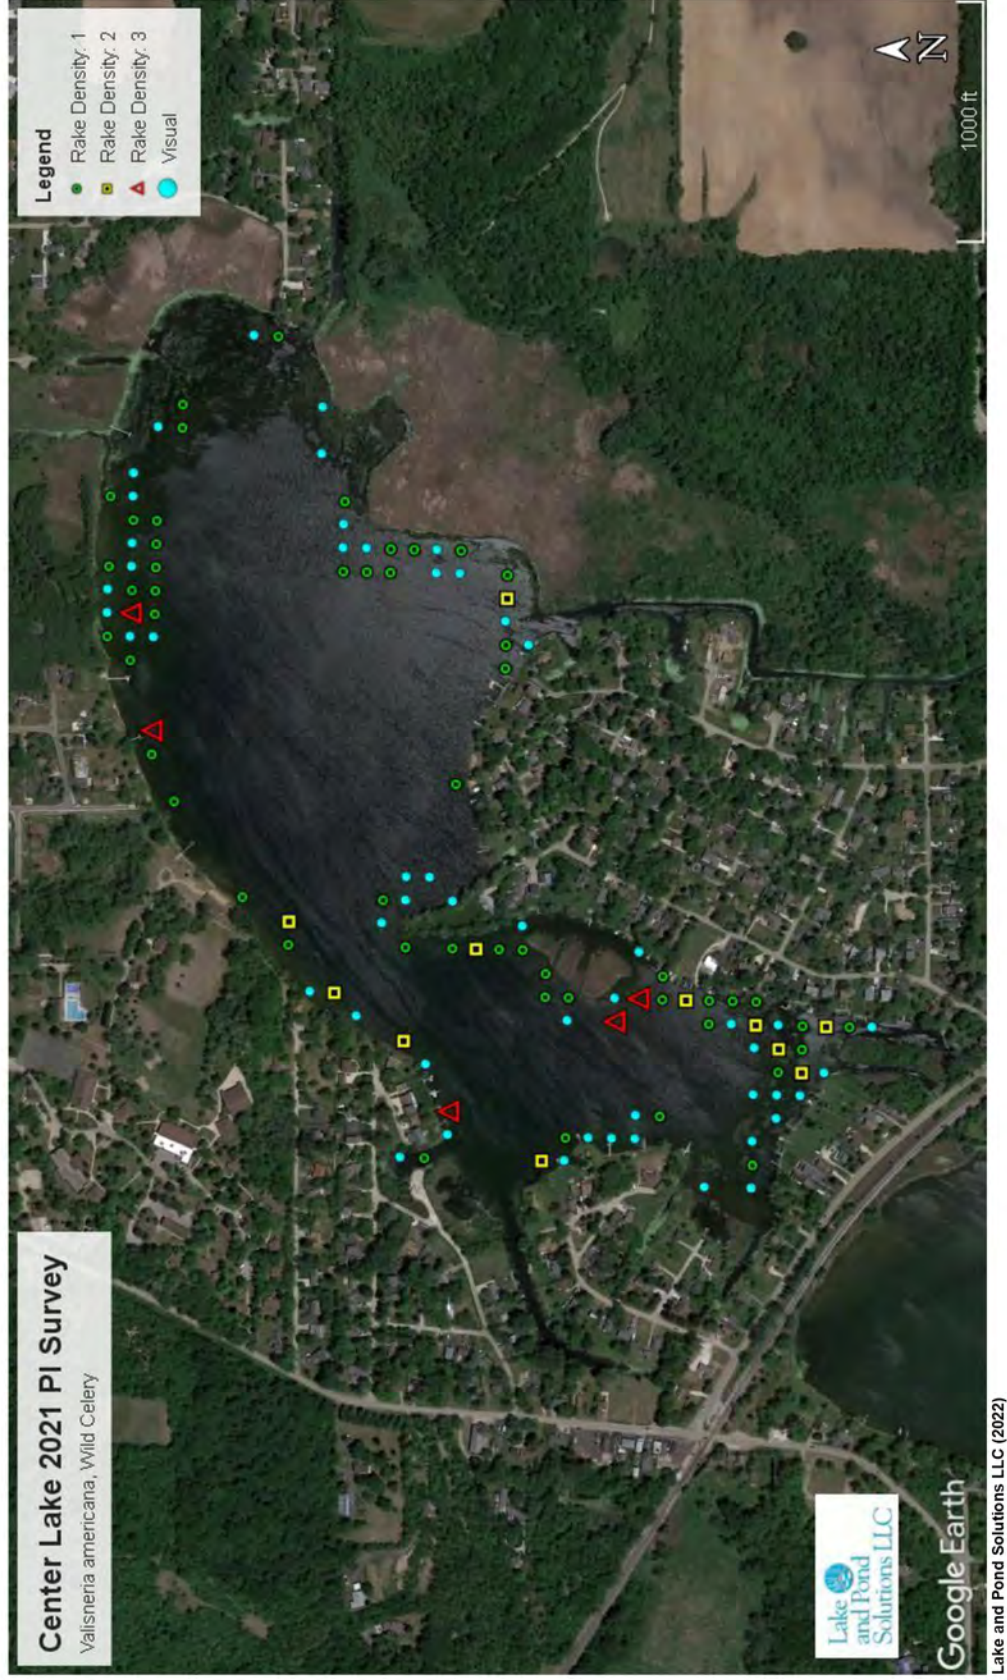 Center Lake 2021 PI Survey
Valisneria americana, Wild Celery
Legend
Rake Density: 1
Rake Density: 2
Rake Density: 3
Visual
N
1000 ft
Lake
and Pond
Solutions LLC
Google Earth
Lake and Pond Solutions LLC (2022)